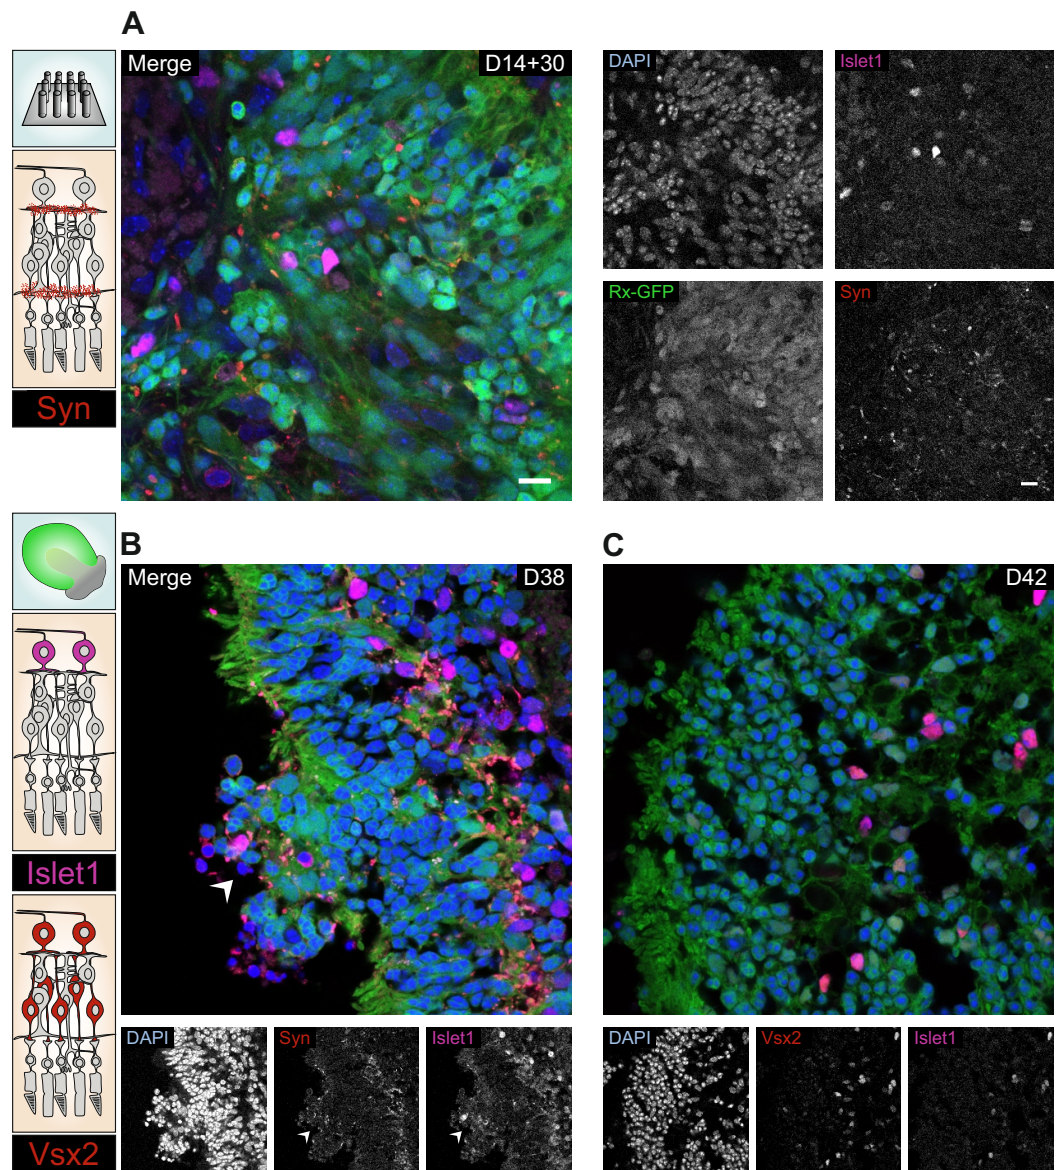 A
Merge
D14+30
DAPI
Islet1
Rx-GFP
Syn
Syn
B
Merge
D38
C
D42
Islet1
DAPI
Syn
Islet1
DAPI
Vsx2
Islet1
Vsx2